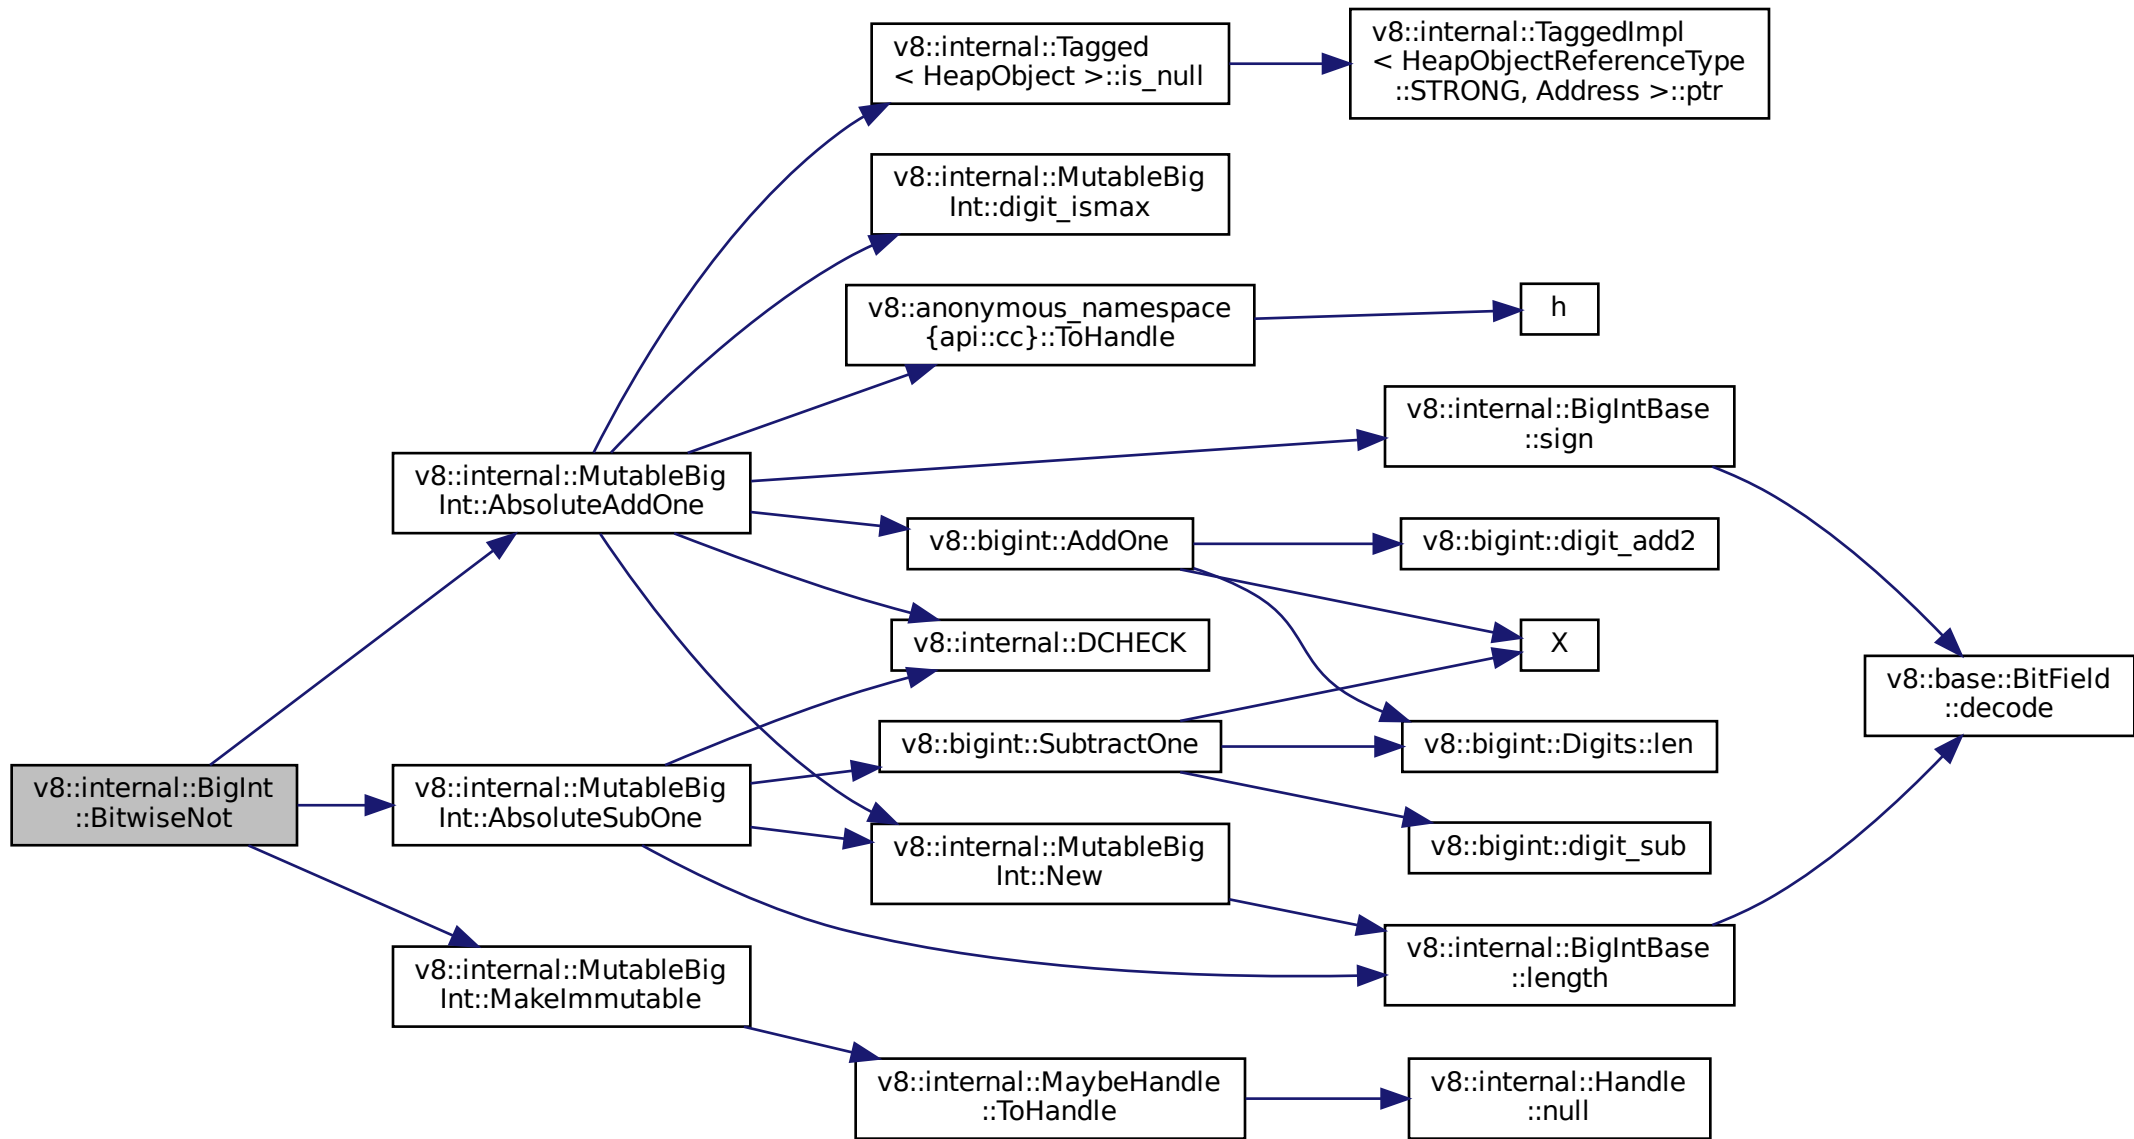 v8::internal::BigInt
::BitwiseNot
v8::internal::MutableBig
Int::AbsoluteAddOne
v8::internal::MutableBig
Int::AbsoluteSubOne
v8::internal::MutableBig
Int::MakeImmutable
v8::internal::Tagged
< HeapObject >::is_null
v8::internal::MutableBig
Int::digit_ismax
v8::anonymous_namespace
{api::cc}::ToHandle
v8::bigint::AddOne
v8::internal::DCHECK
v8::bigint::SubtractOne
v8::internal::MutableBig
Int::New
v8::internal::MaybeHandle
::ToHandle
v8::internal::TaggedImpl
< HeapObjectReferenceType
::STRONG, Address >::ptr
h
v8::internal::BigIntBase
::sign
v8::bigint::digit_add2
X
v8::bigint::Digits::len
v8::bigint::digit_sub
v8::internal::BigIntBase
::length
v8::internal::Handle
::null
v8::base::BitField
::decode